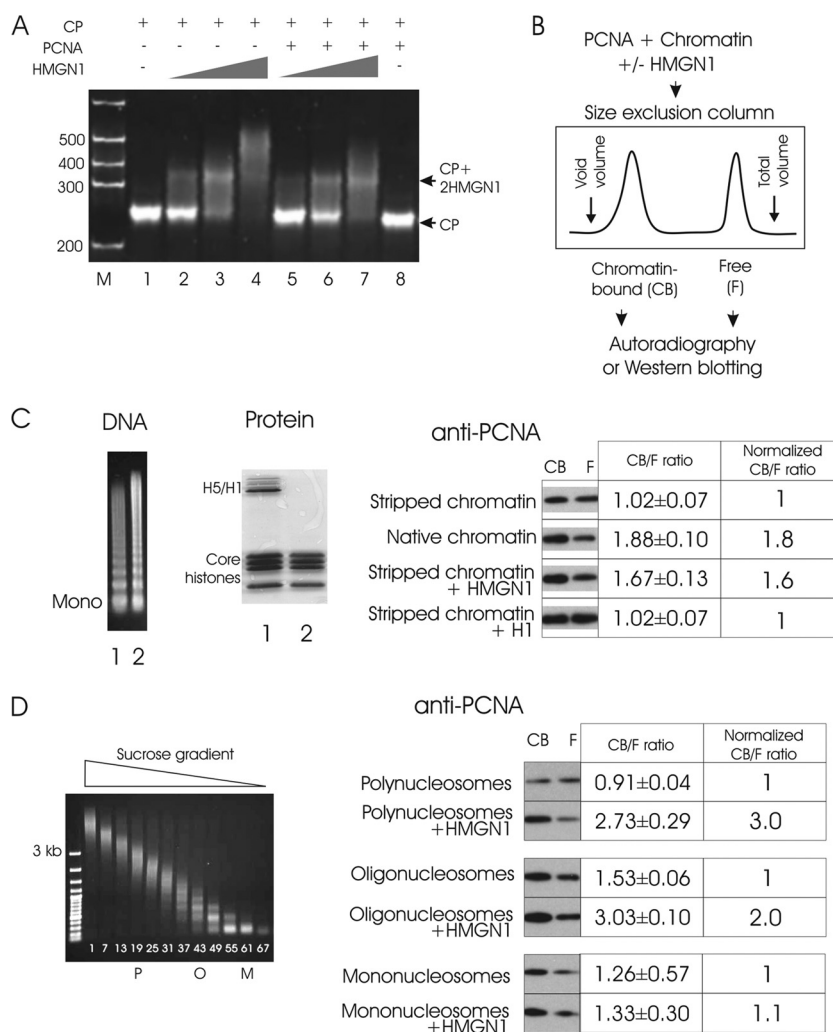 A
CP + + + + + + + +
PCNA - - - - + + + +
HMGN1 - -
500
400
300
200
CP+
2HMGN1
CP
M 1 2 3 4 5 6 7 8
B
PCNA + Chromatin
+/- HMGN1
Size exclusion column
Void
volume
Total
volume
Chromatin-
bound (CB)
Free
(F)
Autoradiography
or Western blotting
C
DNA
Mono
1 2
Protein
H5/H1
Core
histones
1 2
anti-PCNA
CB F CB/F ratio Normalized
CB/F ratio
Stripped chromatin 1.02±0.07 1
Native chromatin 1.88±0.10 1.8
Stripped chromatin
+ HMGN1 1.67±0.13 1.6
Stripped chromatin
+ H1 1.02±0.07 1
D
Sucrose gradient
3 kb
1 7 13 19 25 31 37 43 49 55 61 67
P O M
anti-PCNA
CB F CB/F ratio Normalized
CB/F ratio
Polynucleosomes 0.91±0.04 1
Polynucleosomes
+HMGN1 2.73±0.29 3.0
Oligonucleosomes 1.53±0.06 1
Oligonucleosomes
+HMGN1 3.03±0.10 2.0
Mononucleosomes 1.26±0.57 1
Mononucleosomes
+HMGN1 1.33±0.30 1.1